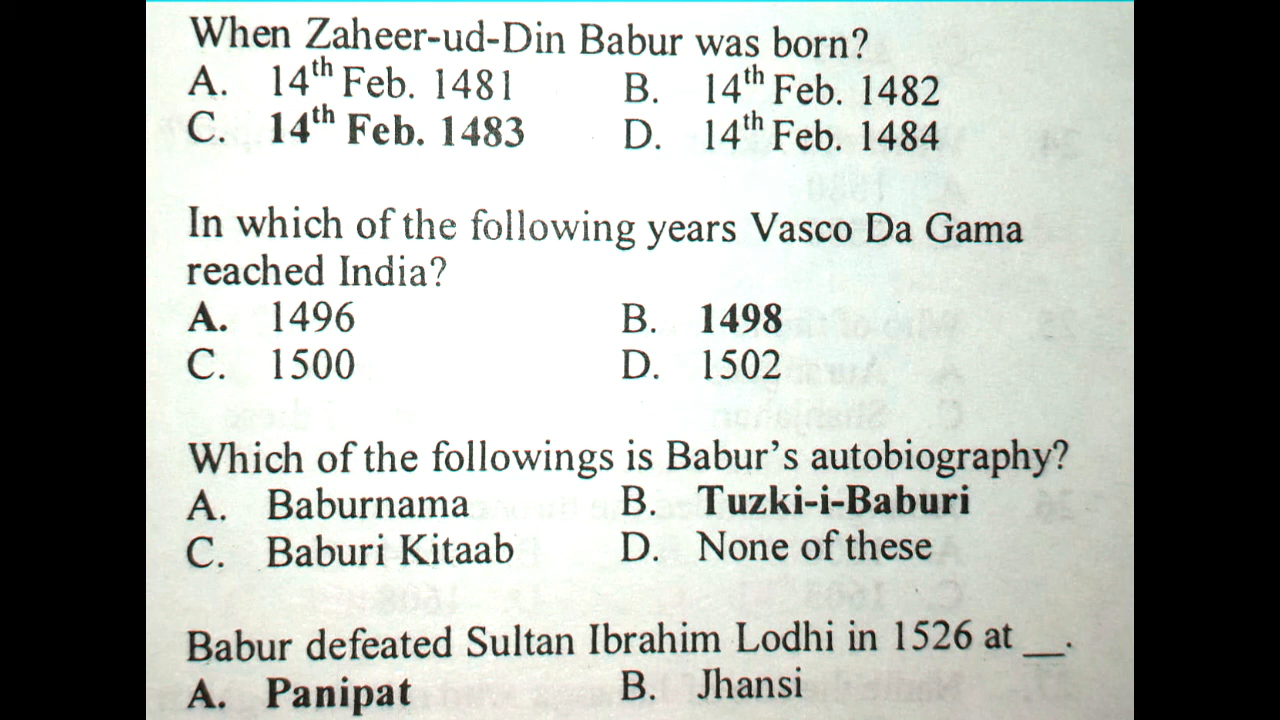 When Zaheer-ud-Din Babur was born?
A. 14th Feb. 1481 B. 14th Feb. 1482
C. 14th Feb. 1483 D. 14th Feb. 1484
In which of the following years Vasco Da Gama
reached India?
A. 1496 B. 1498
C. 1500 D. 1502
Which of the followings is Babur's autobiography?
A. Baburnama B. Tuzki-i-Baburi
C. Baburi Kitaab D. None of these
Babur defeated Sultan Ibrahim Lodhi in 1526 at __.
A. Panipat B. Jhansi